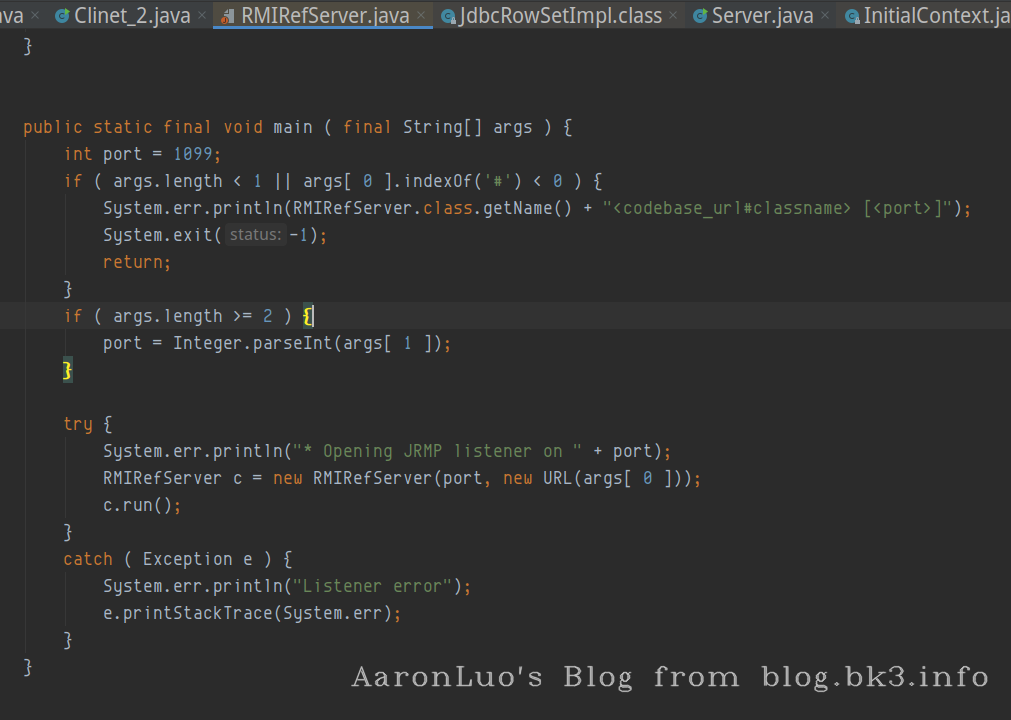 ava × Clinet_2.java × RMIRefServer.java × JdbcRowSetImpl.class × Server.java × InitialContext.ja
}
public static final void main ( final String[] args ) {
int port = 1099;
if ( args.length < 1 || args[ 0 ].indexOf('#') < 0 ) {
System.err.println(RMIRefServer.class.getName() + "<codebase_url#classname> [<port>]");
System.exit( status: -1);
return;
}
if ( args.length >= 2 ) {
port = Integer.parseInt(args[ 1 ]);
}
try {
System.err.println("* Opening JRMP listener on " + port);
RMIRefServer c = new RMIRefServer(port, new URL(args[ 0 ]));
c.run();
}
catch ( Exception e ) {
System.err.println("Listener error");
e.printStackTrace(System.err);
}
}
AaronLuo's Blog from blog.bk3.info